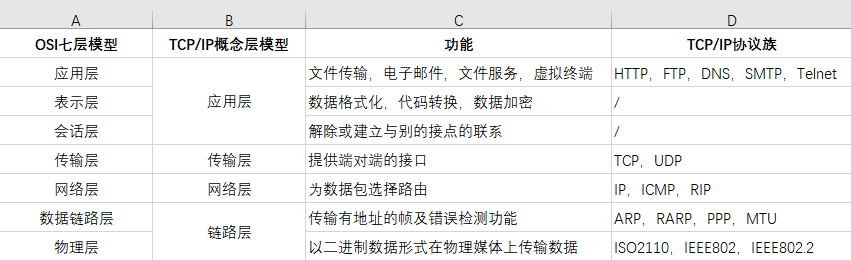 A B C D
OSI七层模型 TCP/IP概念层模型 功能 TCP/IP协议族
应用层 应用层 文件传输，电子邮件，文件服务，虚拟终端 HTTP，FTP，DNS，SMTP，Telnet
表示层 数据格式化，代码转换，数据加密 /
会话层 解除或建立与别的接点的联系 /
传输层 传输层 提供端对端的接口 TCP，UDP
网络层 网络层 为数据包选择路由 IP，ICMP，RIP
数据链路层 链路层 传输有地址的帧及错误检测功能 ARP，RARP，PPP，MTU
物理层 以二进制数据形式在物理媒体上传输数据 ISO2110，IEEE802，IEEE802.2